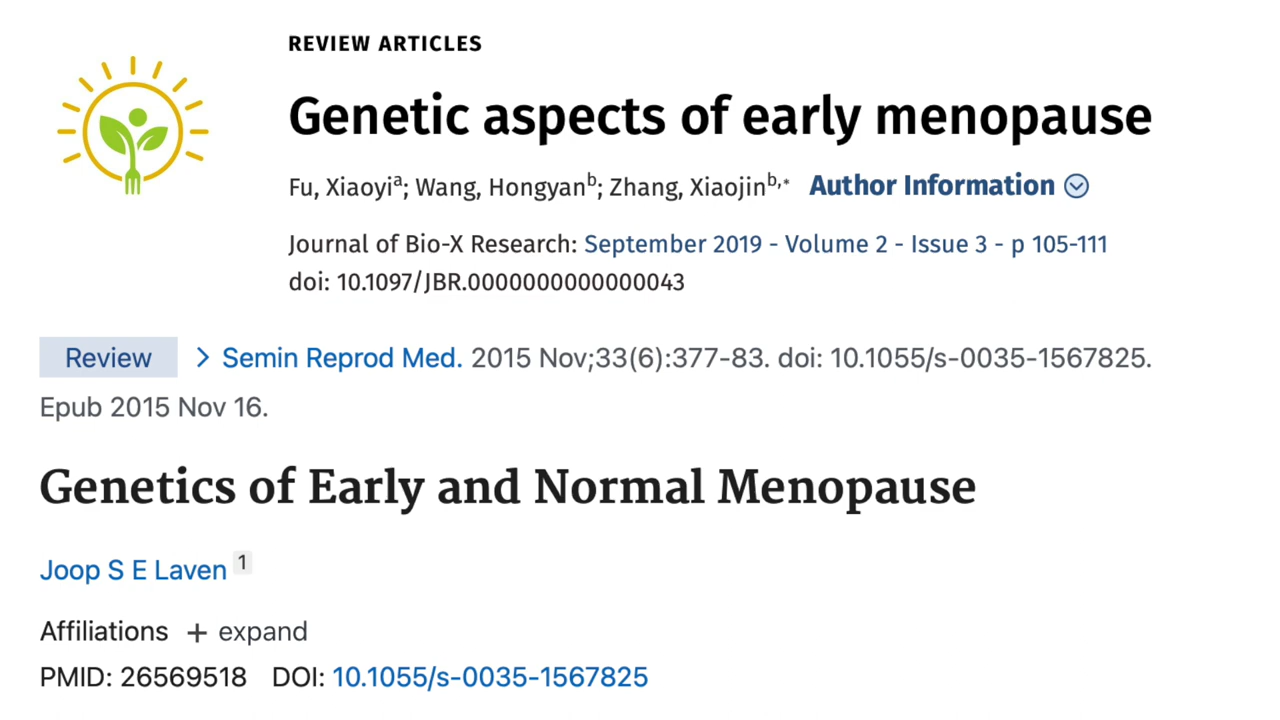 REVIEW ARTICLES
Genetic aspects of early menopause
Fu, Xiaoyiᵃ; Wang, Hongyanᵇ; Zhang, Xiaojinᵇ,* Author Information
Journal of Bio-X Research: September 2019 - Volume 2 - Issue 3 - p 105-111
doi: 10.1097/JBR.0000000000000043
Review > Semin Reprod Med. 2015 Nov;33(6):377-83. doi: 10.1055/s-0035-1567825.
Epub 2015 Nov 16.
Genetics of Early and Normal Menopause
Joop S E Laven 1
Affiliations + expand
PMID: 26569518 DOI: 10.1055/s-0035-1567825